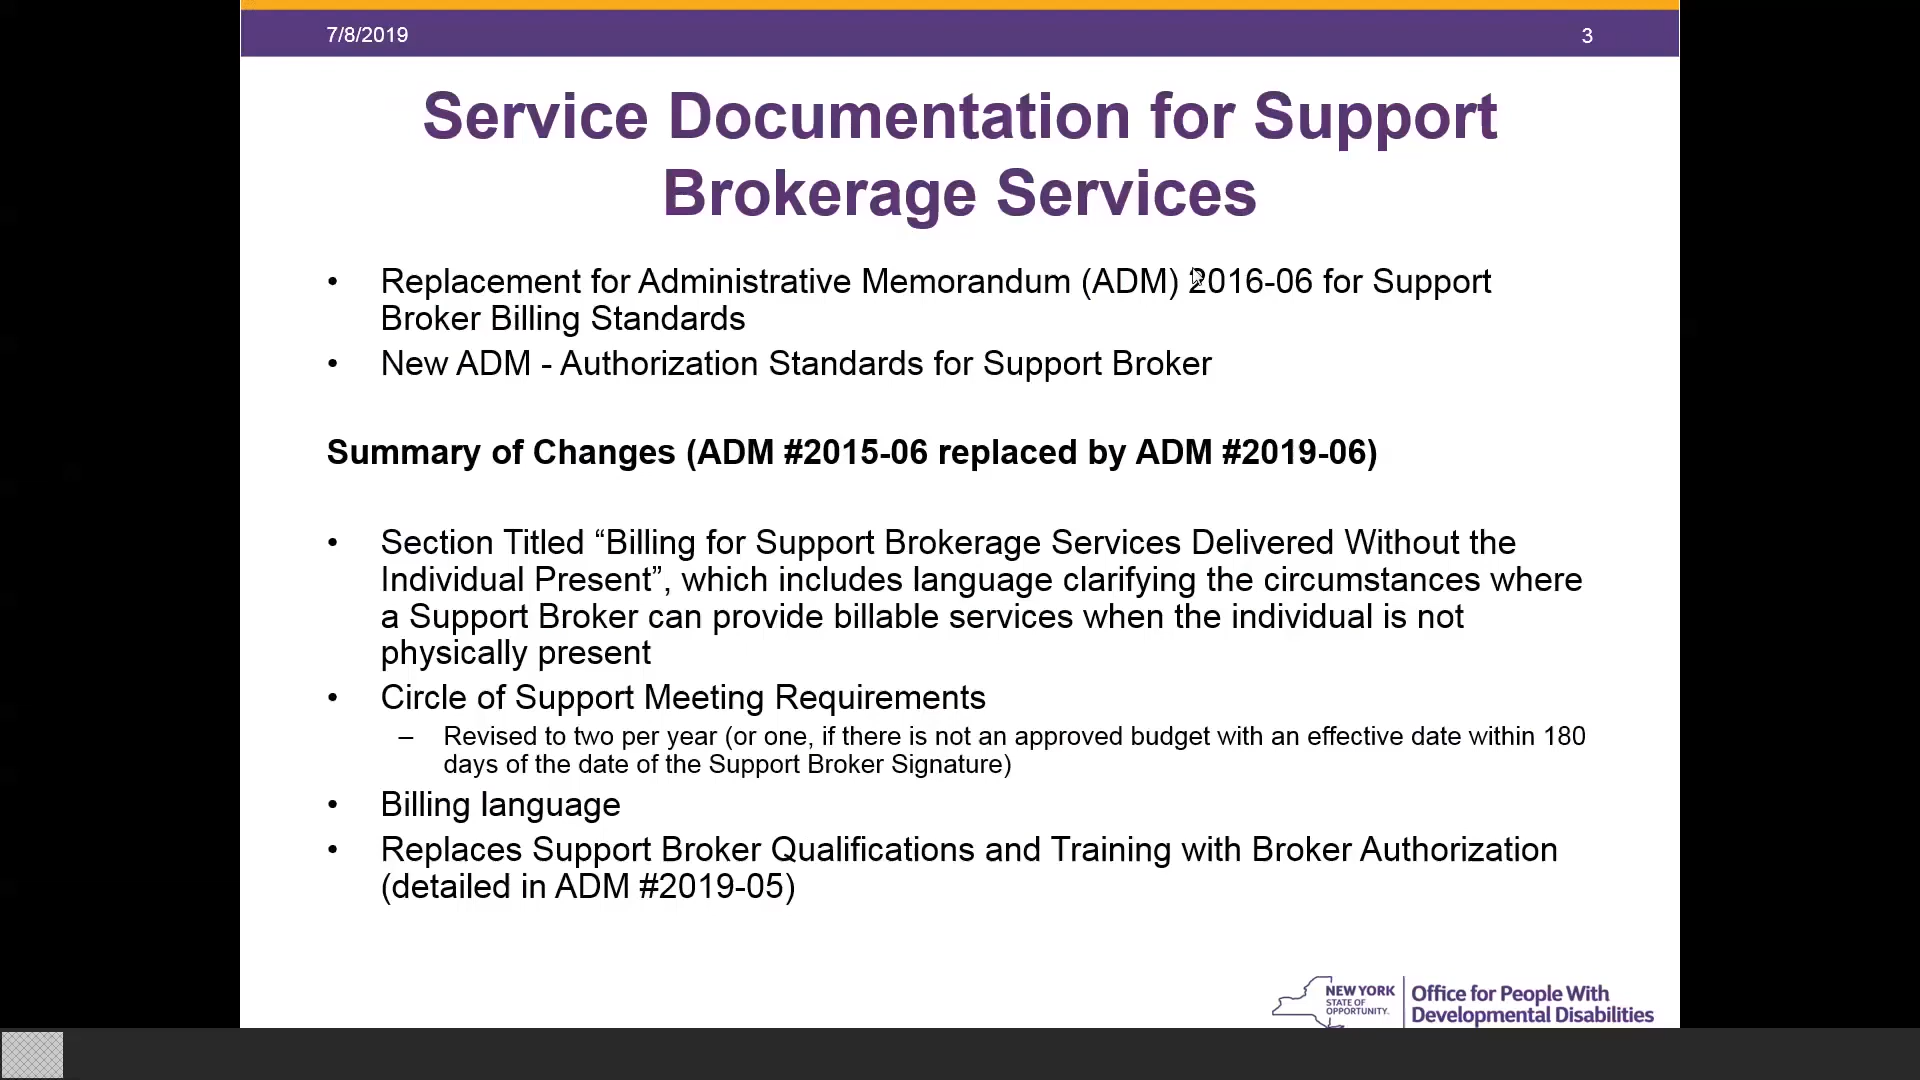 7/8/2019
3
Service Documentation for Support
Brokerage Services
• Replacement for Administrative Memorandum (ADM) 2016-06 for Support
Broker Billing Standards
• New ADM - Authorization Standards for Support Broker
Summary of Changes (ADM #2015-06 replaced by ADM #2019-06)
• Section Titled “Billing for Support Brokerage Services Delivered Without the
Individual Present”, which includes language clarifying the circumstances where
a Support Broker can provide billable services when the individual is not
physically present
• Circle of Support Meeting Requirements
– Revised to two per year (or one, if there is not an approved budget with an effective date within 180
days of the date of the Support Broker Signature)
• Billing language
• Replaces Support Broker Qualifications and Training with Broker Authorization
(detailed in ADM #2019-05)
NEW YORK
STATE OF
OPPORTUNITY.
Office for People With
Developmental Disabilities